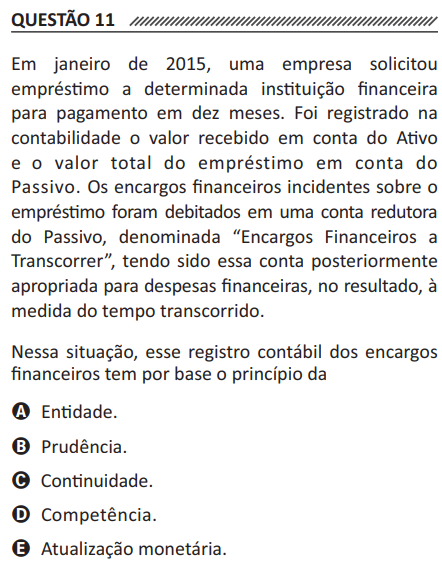 QUESTÃO 11
Em janeiro de 2015, uma empresa solicitou
empréstimo a determinada instituição financeira
para pagamento em dez meses. Foi registrado na
contabilidade o valor recebido em conta do Ativo
e o valor total do empréstimo em conta do
Passivo. Os encargos financeiros incidentes sobre o
empréstimo foram debitados em uma conta redutora
do Passivo, denominada “Encargos Financeiros a
Transcorrer”, tendo sido essa conta posteriormente
apropriada para despesas financeiras, no resultado, à
medida do tempo transcorrido.
Nessa situação, esse registro contábil dos encargos
financeiros tem por base o princípio da
A Entidade.
B Prudência.
C Continuidade.
D Competência.
E Atualização monetária.